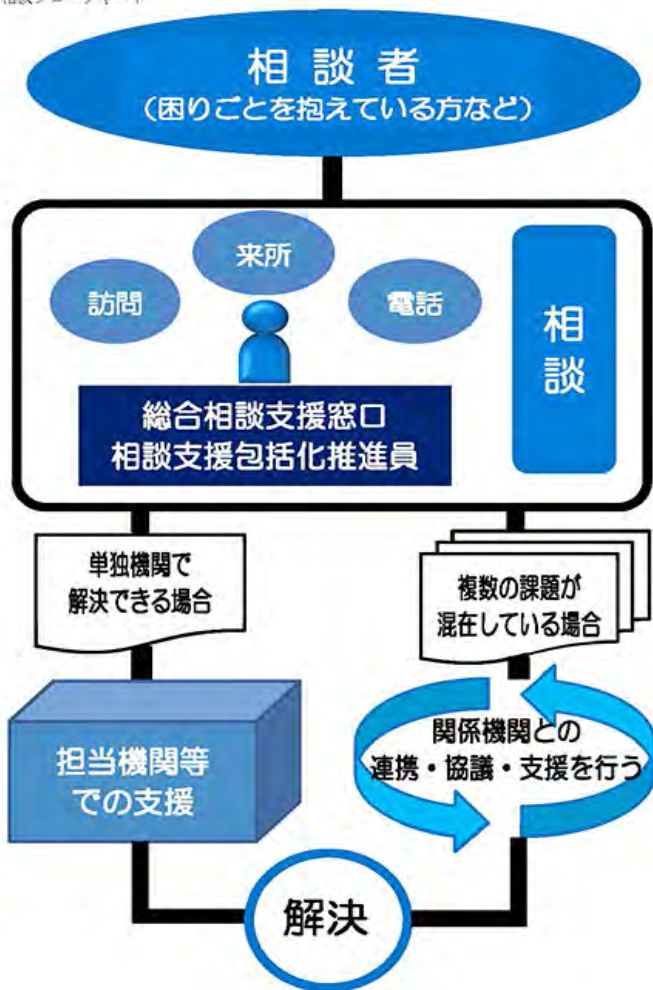 相談者
(困りごとを抱えている方など)
来所
訪問
電話
相談
総合相談支援窓口
相談支援包括化推進員
単独機関で
解決できる場合
複数の課題が
混在している場合
担当機関等
での支援
関係機関との
連携・協議・支援を行う
解決